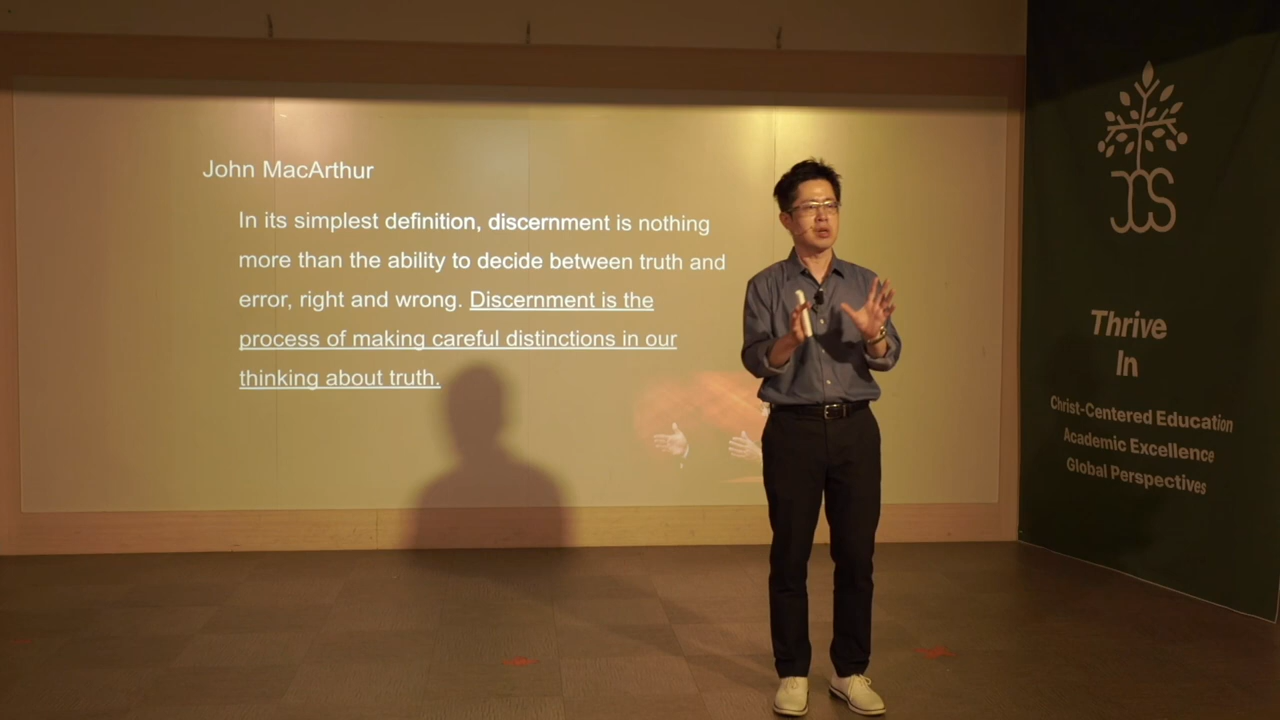 John MacArthur
In its simplest definition, discernment is nothing
more than the ability to decide between truth and
error, right and wrong. Discernment is the
process of making careful distinctions in our
thinking about truth.
JCS
Thrive
In
Christ-Centered Education
Academic Excellence
Global Perspectives